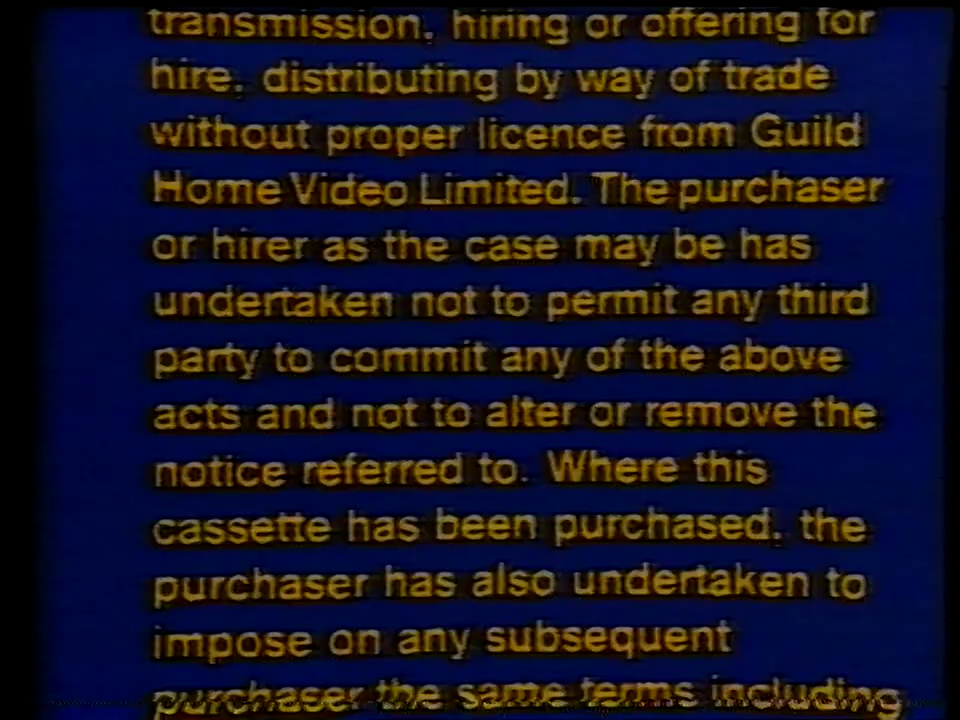 transmission, hiring or offering for
hire, distributing by way of trade
without proper licence from Guild
Home Video Limited. The purchaser
or hirer as the case may be has
undertaken not to permit any third
party to commit any of the above
acts and not to alter or remove the
notice referred to. Where this
cassette has been purchased, the
purchaser has also undertaken to
impose on any subsequent
purchaser the same terms including